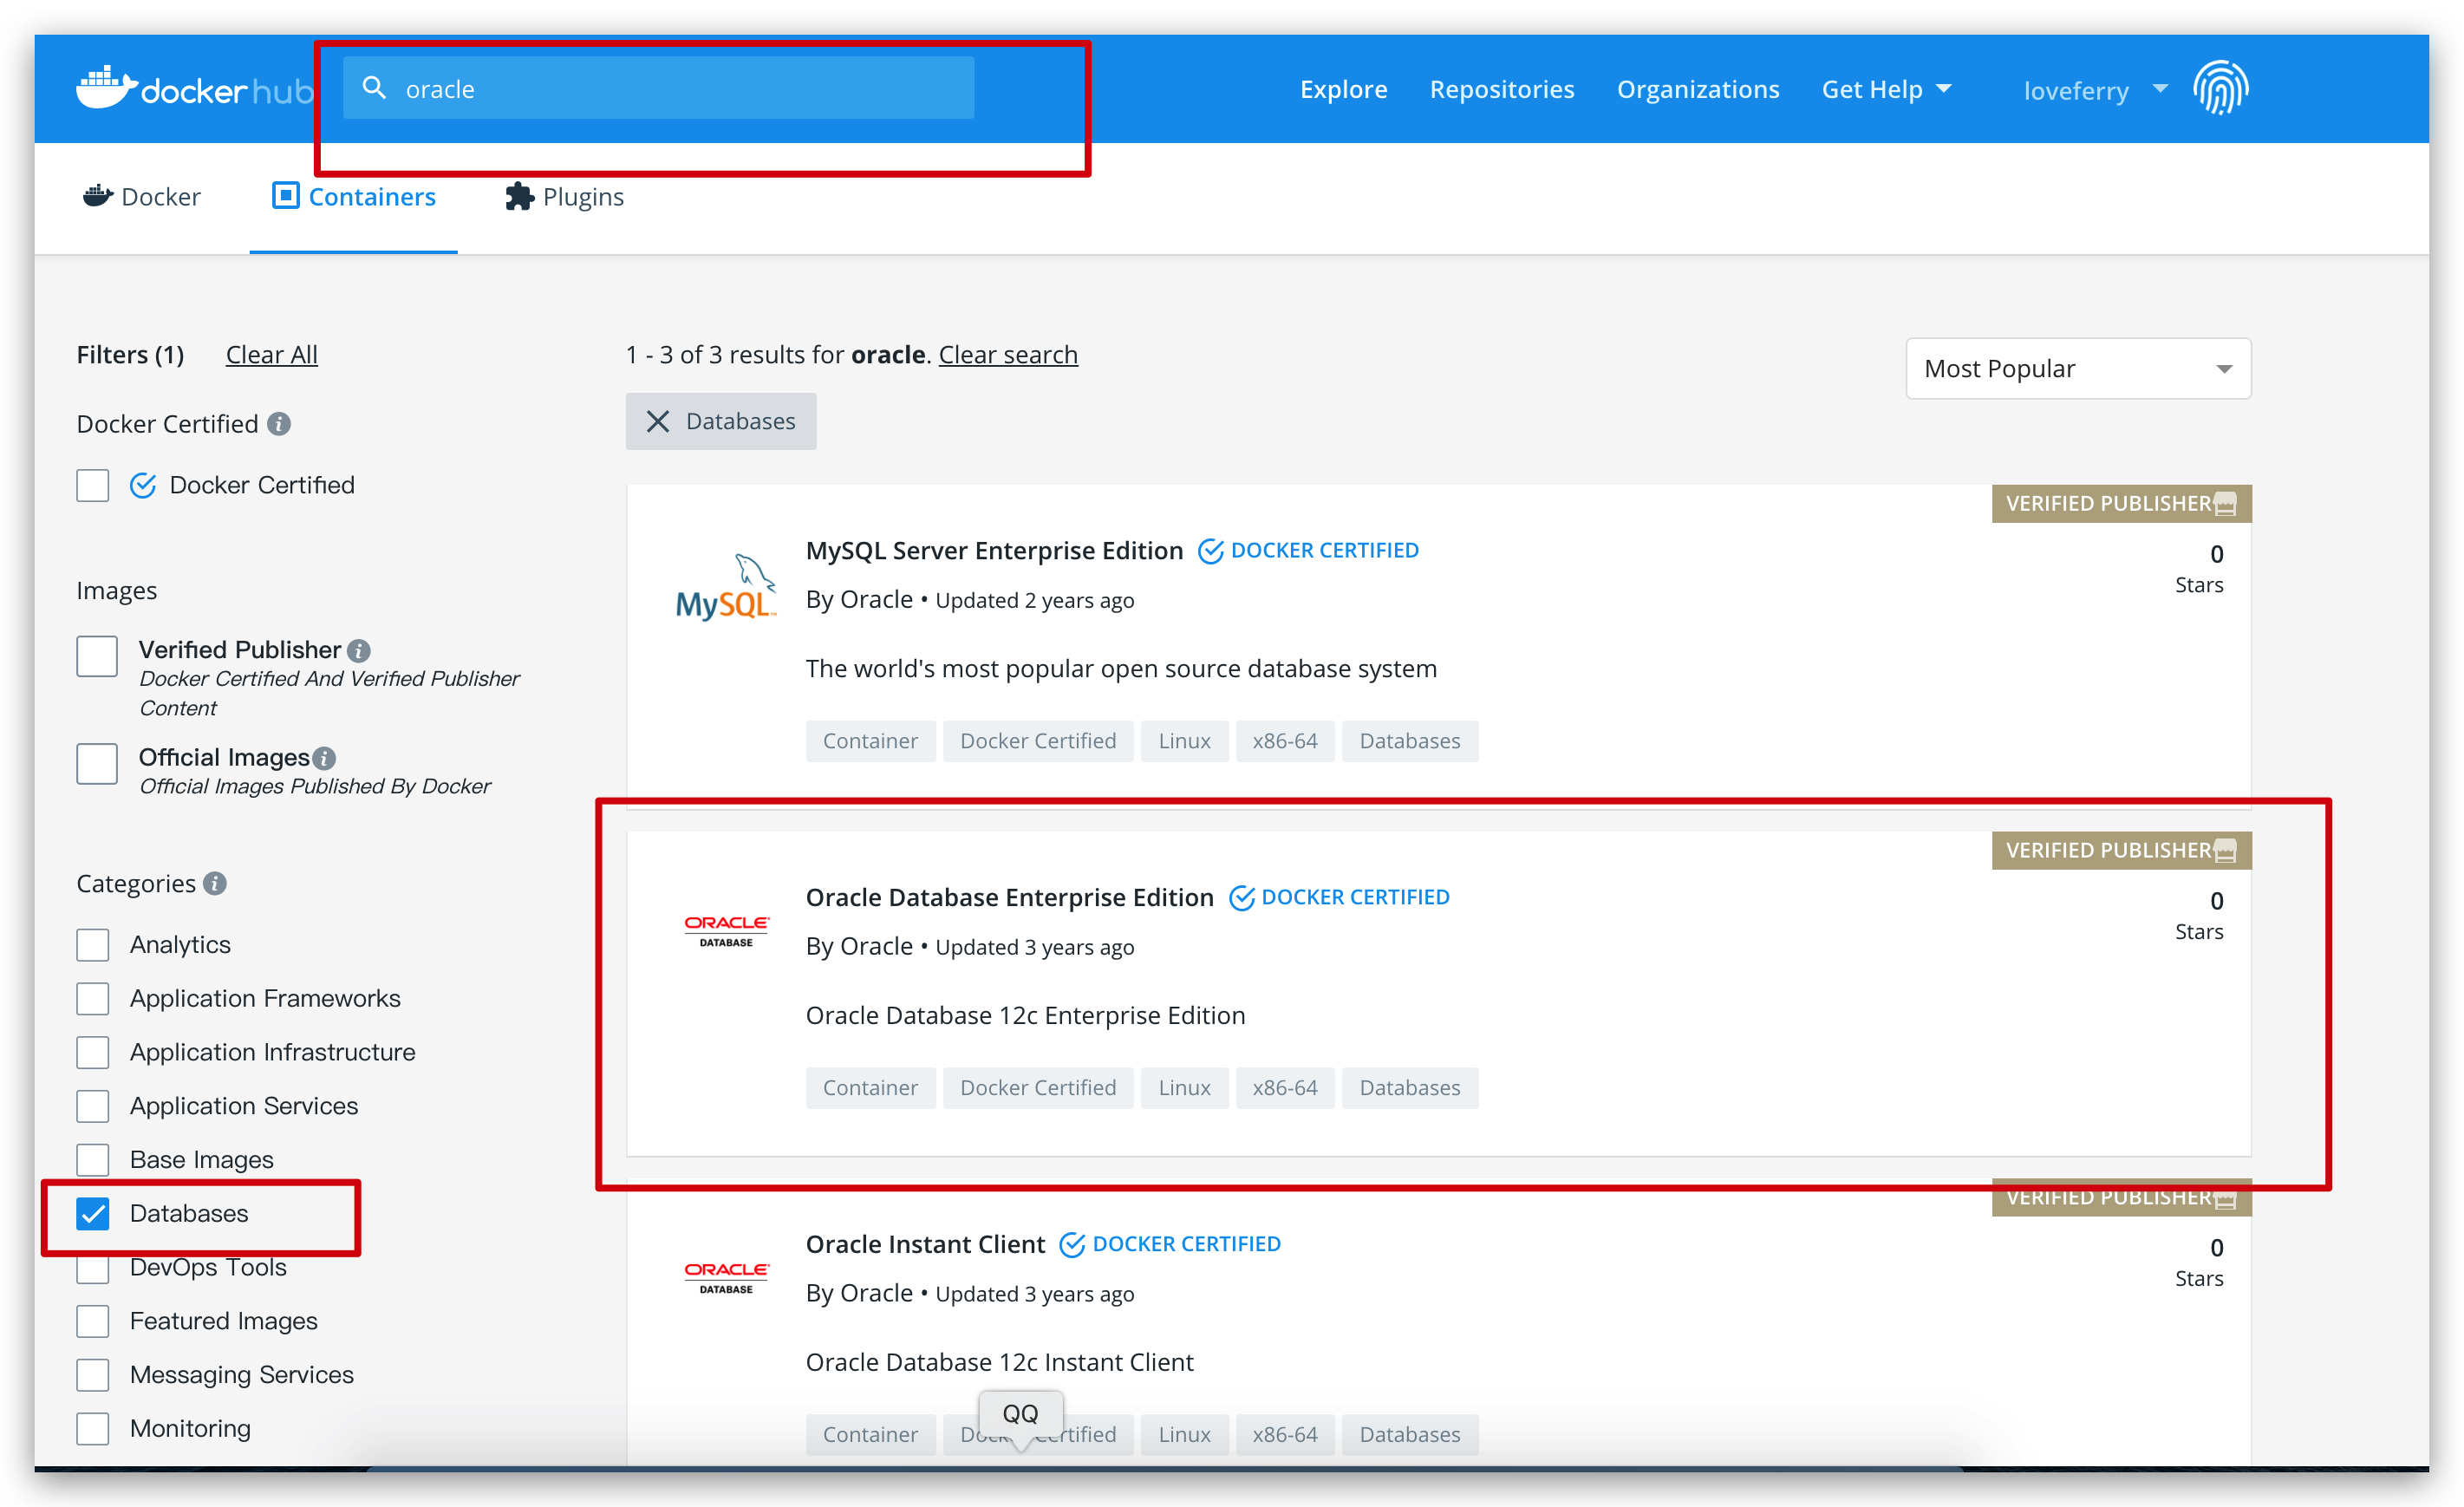 docker hub
oracle
Explore
Repositories
Organizations
Get Help
loveferry
Docker
Containers
Plugins
Filters (1)
Clear All
Docker Certified
Docker Certified
Images
Verified Publisher
Docker Certified And Verified Publisher
Content
Official Images
Official Images Published By Docker
Categories
Analytics
Application Frameworks
Application Infrastructure
Application Services
Base Images
Databases
DevOps Tools
Featured Images
Messaging Services
Monitoring
1 - 3 of 3 results for oracle. Clear search
Most Popular
Databases
VERIFIED PUBLISHER
MySQL
MySQL Server Enterprise Edition DOCKER CERTIFIED
0
Stars
By Oracle • Updated 2 years ago
The world's most popular open source database system
Container Docker Certified Linux x86-64 Databases
VERIFIED PUBLISHER
ORACLE
DATABASE
Oracle Database Enterprise Edition DOCKER CERTIFIED
0
Stars
By Oracle • Updated 3 years ago
Oracle Database 12c Enterprise Edition
Container Docker Certified Linux x86-64 Databases
VERIFIED PUBLISHER
ORACLE
DATABASE
Oracle Instant Client DOCKER CERTIFIED
0
Stars
By Oracle • Updated 3 years ago
Oracle Database 12c Instant Client
QQ
Container Docker Certified Linux x86-64 Databases